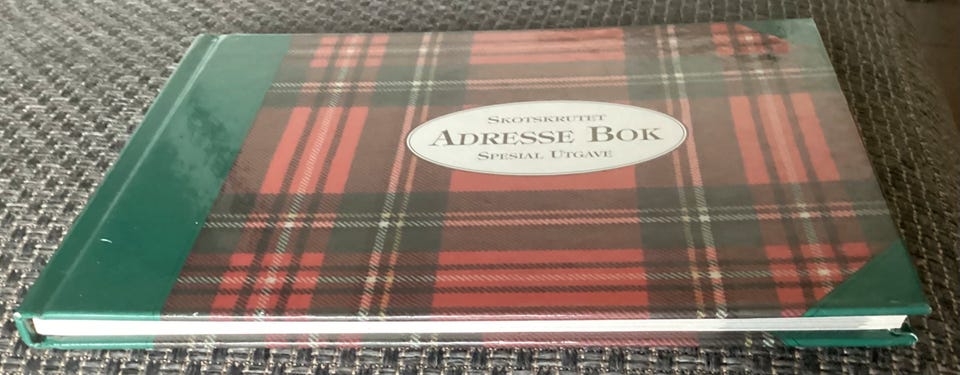 SKOTSKRUTET
ADRESSE BOK
SPESIAL UTGAVE